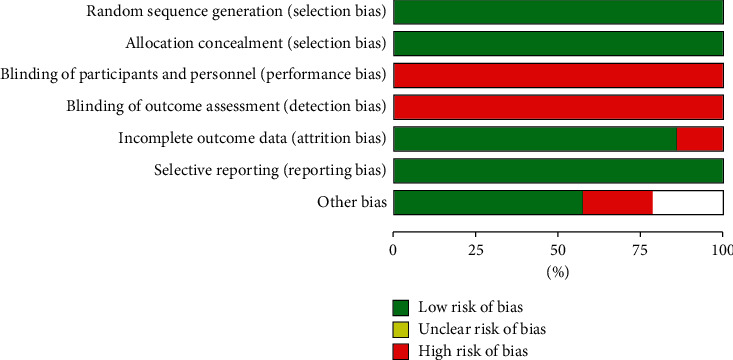 Random sequence generation (selection bias)
Allocation concealment (selection bias)
Blinding of participants and personnel (performance bias)
Blinding of outcome assessment (detection bias)
Incomplete outcome data (attrition bias)
Selective reporting (reporting bias)
Other bias
0 25 50 75 100
(%)
Low risk of bias
Unclear risk of bias
High risk of bias